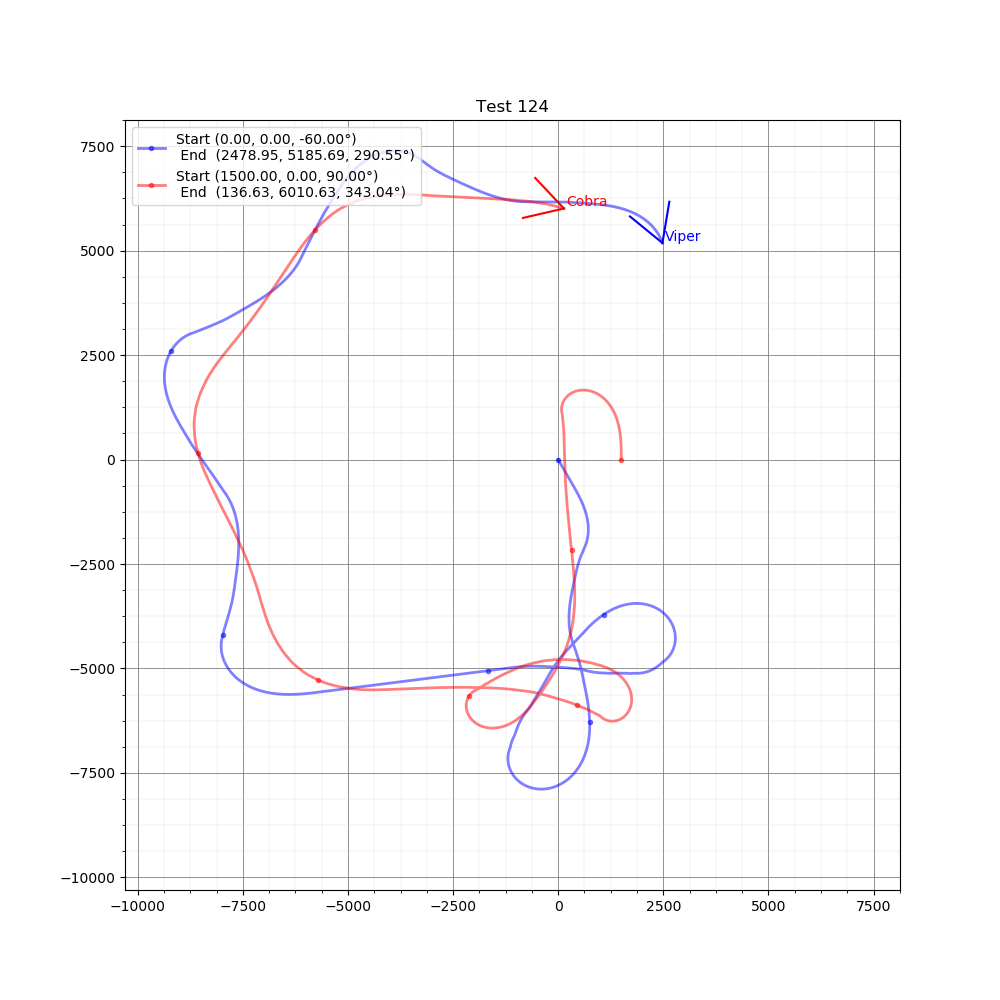 Test 124
Start (0.00, 0.00, -60.00°)
End (2478.95, 5185.69, 290.55°)
Start (1500.00, 0.00, 90.00°)
End (136.63, 6010.63, 343.04°)
Cobra
Viper
7500
5000
2500
0
−2500
−5000
−7500
−10000
−10000 −7500 −5000 −2500 0 2500 5000 7500